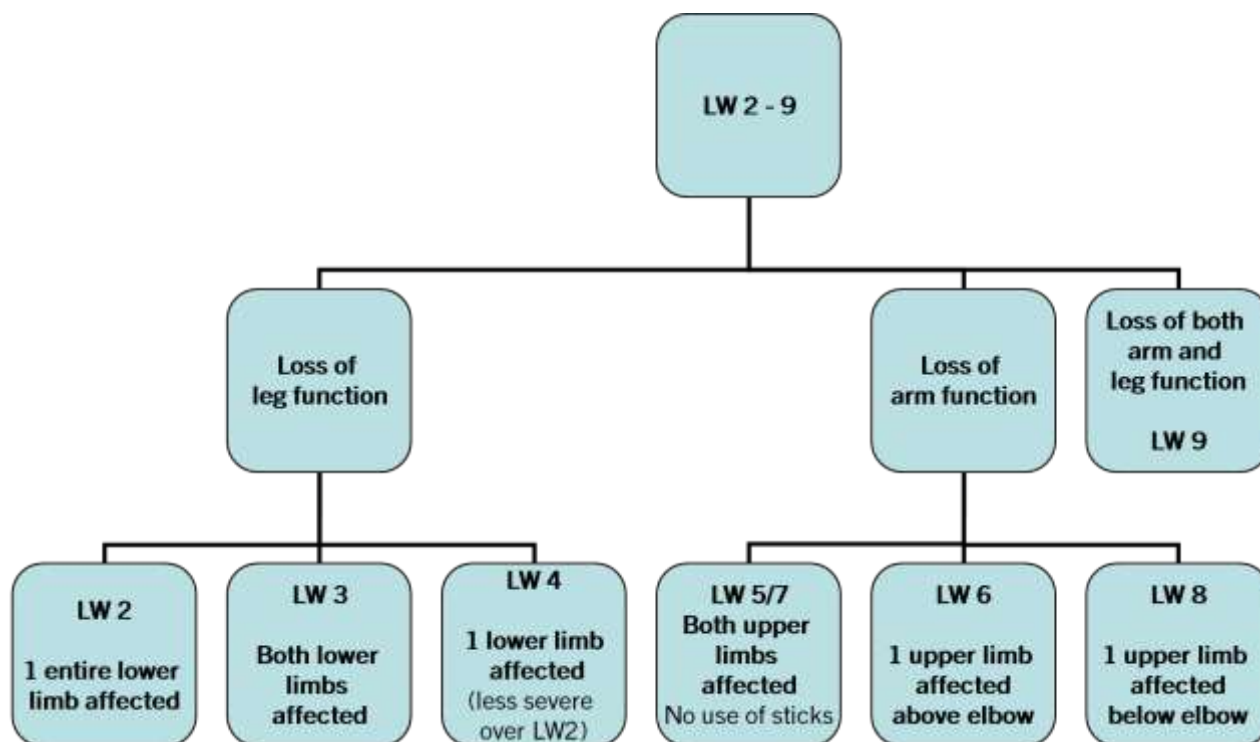 LW 2 - 9
Loss of
leg function
Loss of
arm function
Loss of both
arm and
leg function
LW 9
LW 2
1 entire lower
limb affected
LW 3
Both lower
limbs
affected
LW 4
1 lower limb
affected
(less severe
over LW2)
LW 5/7
Both upper
limbs
affected
No use of sticks
LW 6
1 upper limb
affected
above elbow
LW 8
1 upper limb
affected
below elbow